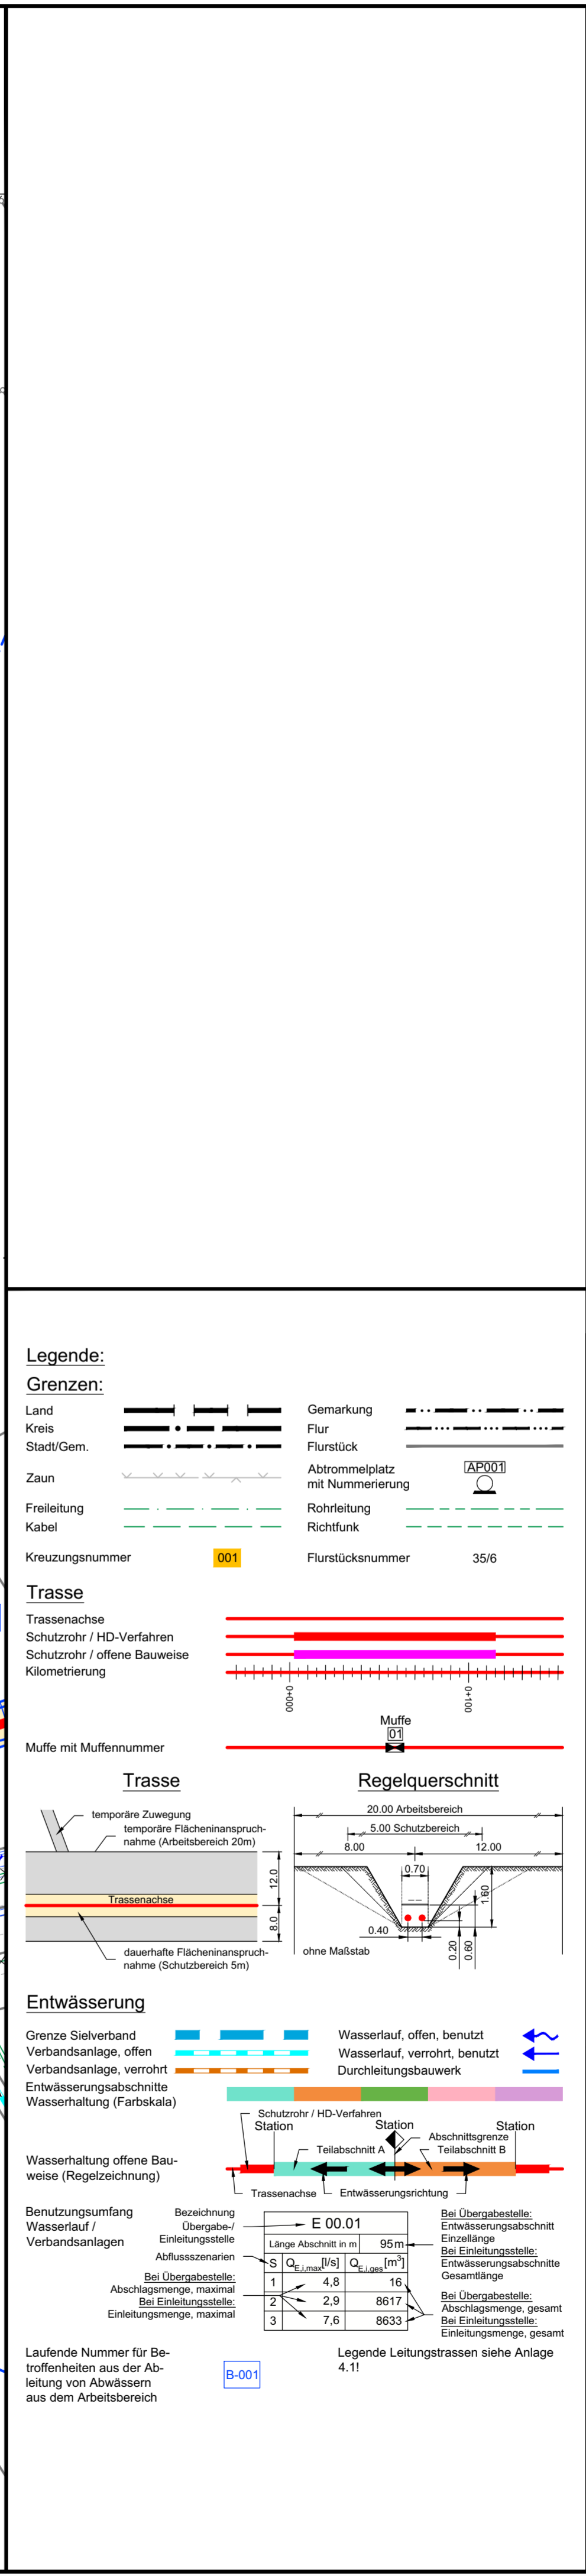 Legende:
Grenzen:
Land
Kreis
Stadt/Gem.
Zaun
Freileitung
Kabel
Kreuzungsnummer
001
Gemarkung
Flur
Flurstück
Abtrommelplatz
mit Nummerierung
AP001
Rohrleitung
Richtfunk
Flurstücksnummer
35/6
Trasse
Trassenachse
Schutzrohr / HD-Verfahren
Schutzrohr / offene Bauweise
Kilometrierung
0+000
0+100
Muffe
01
Muffe mit Muffennummer
Trasse
temporäre Zuwegung
temporäre Flächeninanspruch-
nahme (Arbeitsbereich 20m)
Trassenachse
12.0
8.0
dauerhafte Flächeninanspruch-
nahme (Schutzbereich 5m)
Regelquerschnitt
20.00 Arbeitsbereich
5.00 Schutzbereich
8.00
12.00
0.70
1.60
0.40
0.20
0.60
ohne Maßstab
Entwässerung
Grenze Sielverband
Verbandsanlage, offen
Verbandsanlage, verrohrt
Wasserlauf, offen, benutzt
Wasserlauf, verrohrt, benutzt
Durchleitungsbauwerk
Entwässerungsabschnitte
Wasserhaltung (Farbskala)
Schutzrohr / HD-Verfahren
Station
Station
Station
Abschnittsgrenze
Teilabschnitt A
Teilabschnitt B
Wasserhaltung offene Bau-
weise (Regelzeichnung)
Trassenachse
Entwässerungsrichtung
Benutzungsumfang
Wasserlauf /
Verbandsanlagen
Bezeichnung
Übergabe-/
Einleitungsstelle
Abflussszenarien
Bei Übergabestelle:
Abschlagsmenge, maximal
Bei Einleitungsstelle:
Einleitungsmenge, maximal
E 00.01
Länge Abschnitt in m 95m
S QE,i,max[l/s] QE,i,ges[m³]
1 4,8 16
2 2,9 8617
3 7,6 8633
Bei Übergabestelle:
Entwässerungsabschnitt
Einzellänge
Bei Einleitungsstelle:
Entwässerungsabschnitte
Gesamtlänge
Bei Übergabestelle:
Abschlagsmenge, gesamt
Bei Einleitungsstelle:
Einleitungsmenge, gesamt
Laufende Nummer für Be-
troffenheiten aus der Ab-
leitung von Abwässern
aus dem Arbeitsbereich
B-001
Legende Leitungstrassen siehe Anlage
4.1!